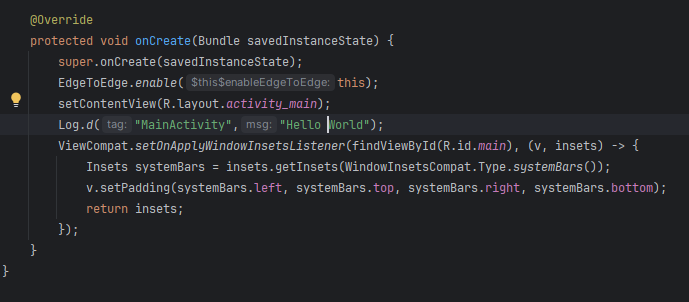 @Override
protected void onCreate(Bundle savedInstanceState) {
super.onCreate(savedInstanceState);
EdgeToEdge.enable( $this$enableEdgeToEdge: this);
setContentView(R.layout.activity_main);
Log.d( tag: "MainActivity", msg: "Hello World");
ViewCompat.setOnApplyWindowInsetsListener(findViewById(R.id.main), (v, insets) -> {
Insets systemBars = insets.getInsets(WindowInsetsCompat.Type.systemBars());
v.setPadding(systemBars.left, systemBars.top, systemBars.right, systemBars.bottom);
return insets;
});
}
}